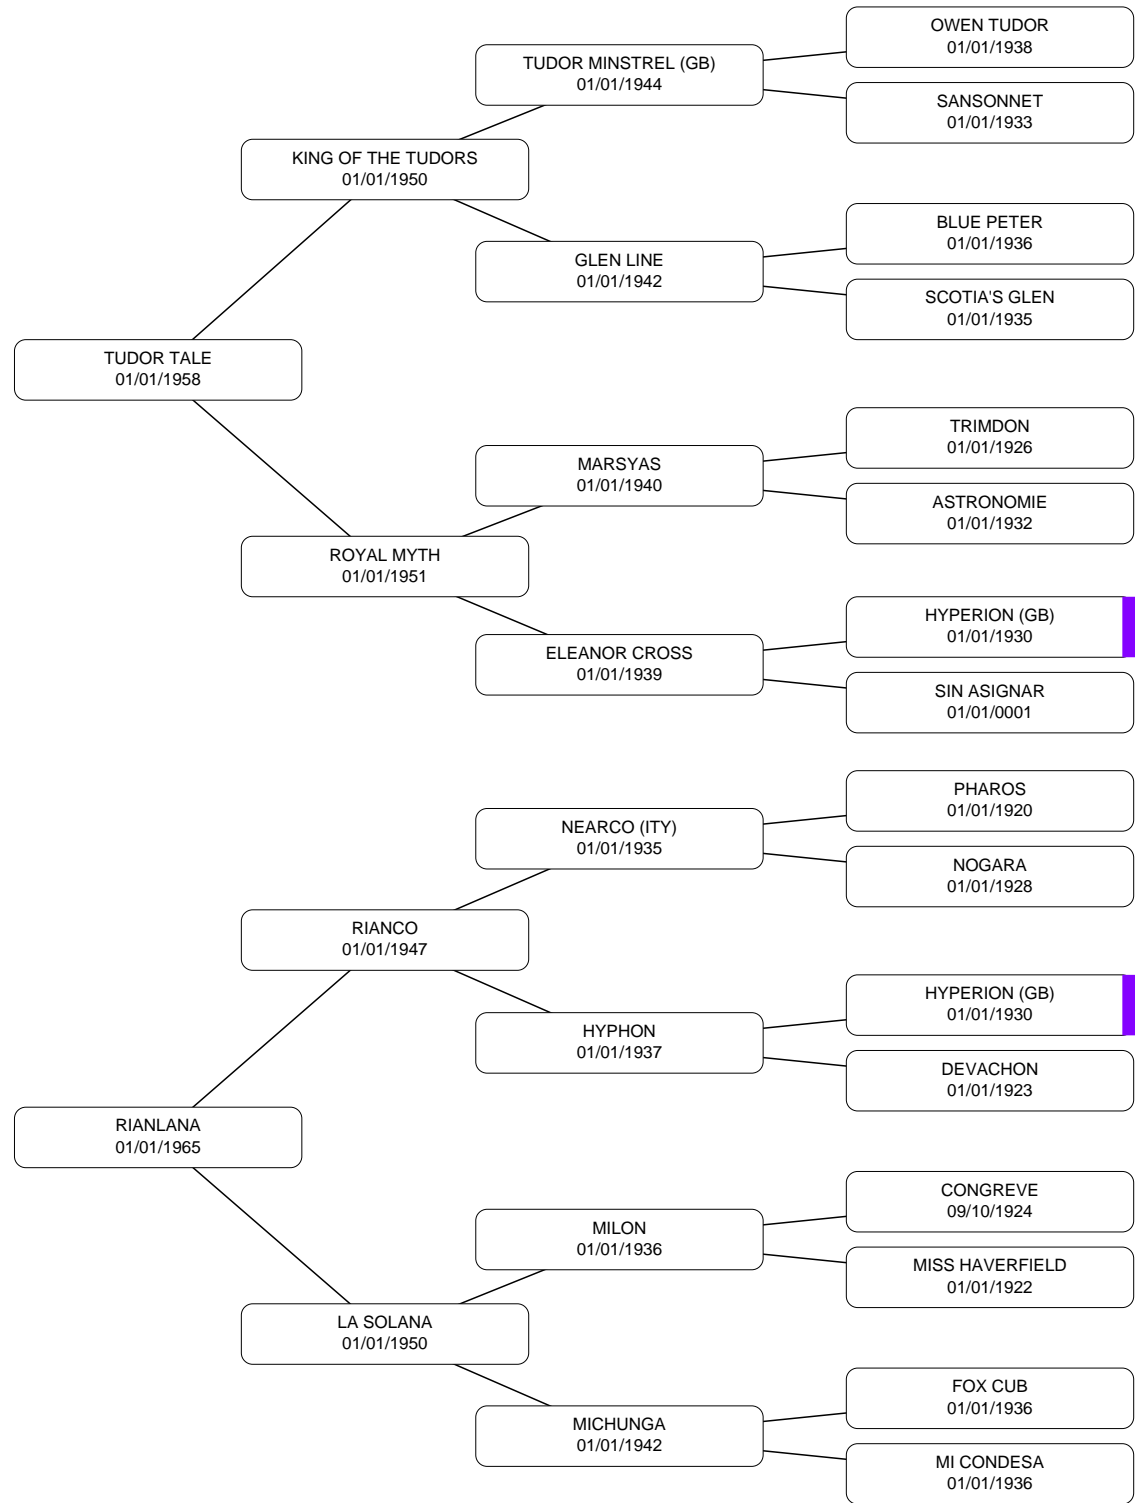 OWEN TUDOR
01/01/1938
TUDOR MINSTREL (GB)
01/01/1944
SANSONNET
01/01/1933
KING OF THE TUDORS
01/01/1950
BLUE PETER
01/01/1936
GLEN LINE
01/01/1942
SCOTIA'S GLEN
01/01/1935
TUDOR TALE
01/01/1958
TRIMDON
01/01/1926
MARSYAS
01/01/1940
ASTRONOMIE
01/01/1932
ROYAL MYTH
01/01/1951
HYPERION (GB)
01/01/1930
ELEANOR CROSS
01/01/1939
SIN ASIGNAR
01/01/0001
PHAROS
01/01/1920
NEARCO (ITY)
01/01/1935
NOGARA
01/01/1928
RIANCO
01/01/1947
HYPERION (GB)
01/01/1930
HYPHON
01/01/1937
DEVACHON
01/01/1923
RIANLANA
01/01/1965
CONGREVE
09/10/1924
MILON
01/01/1936
MISS HAVERFIELD
01/01/1922
LA SOLANA
01/01/1950
FOX CUB
01/01/1936
MICHUNGA
01/01/1942
MI CONDESA
01/01/1936